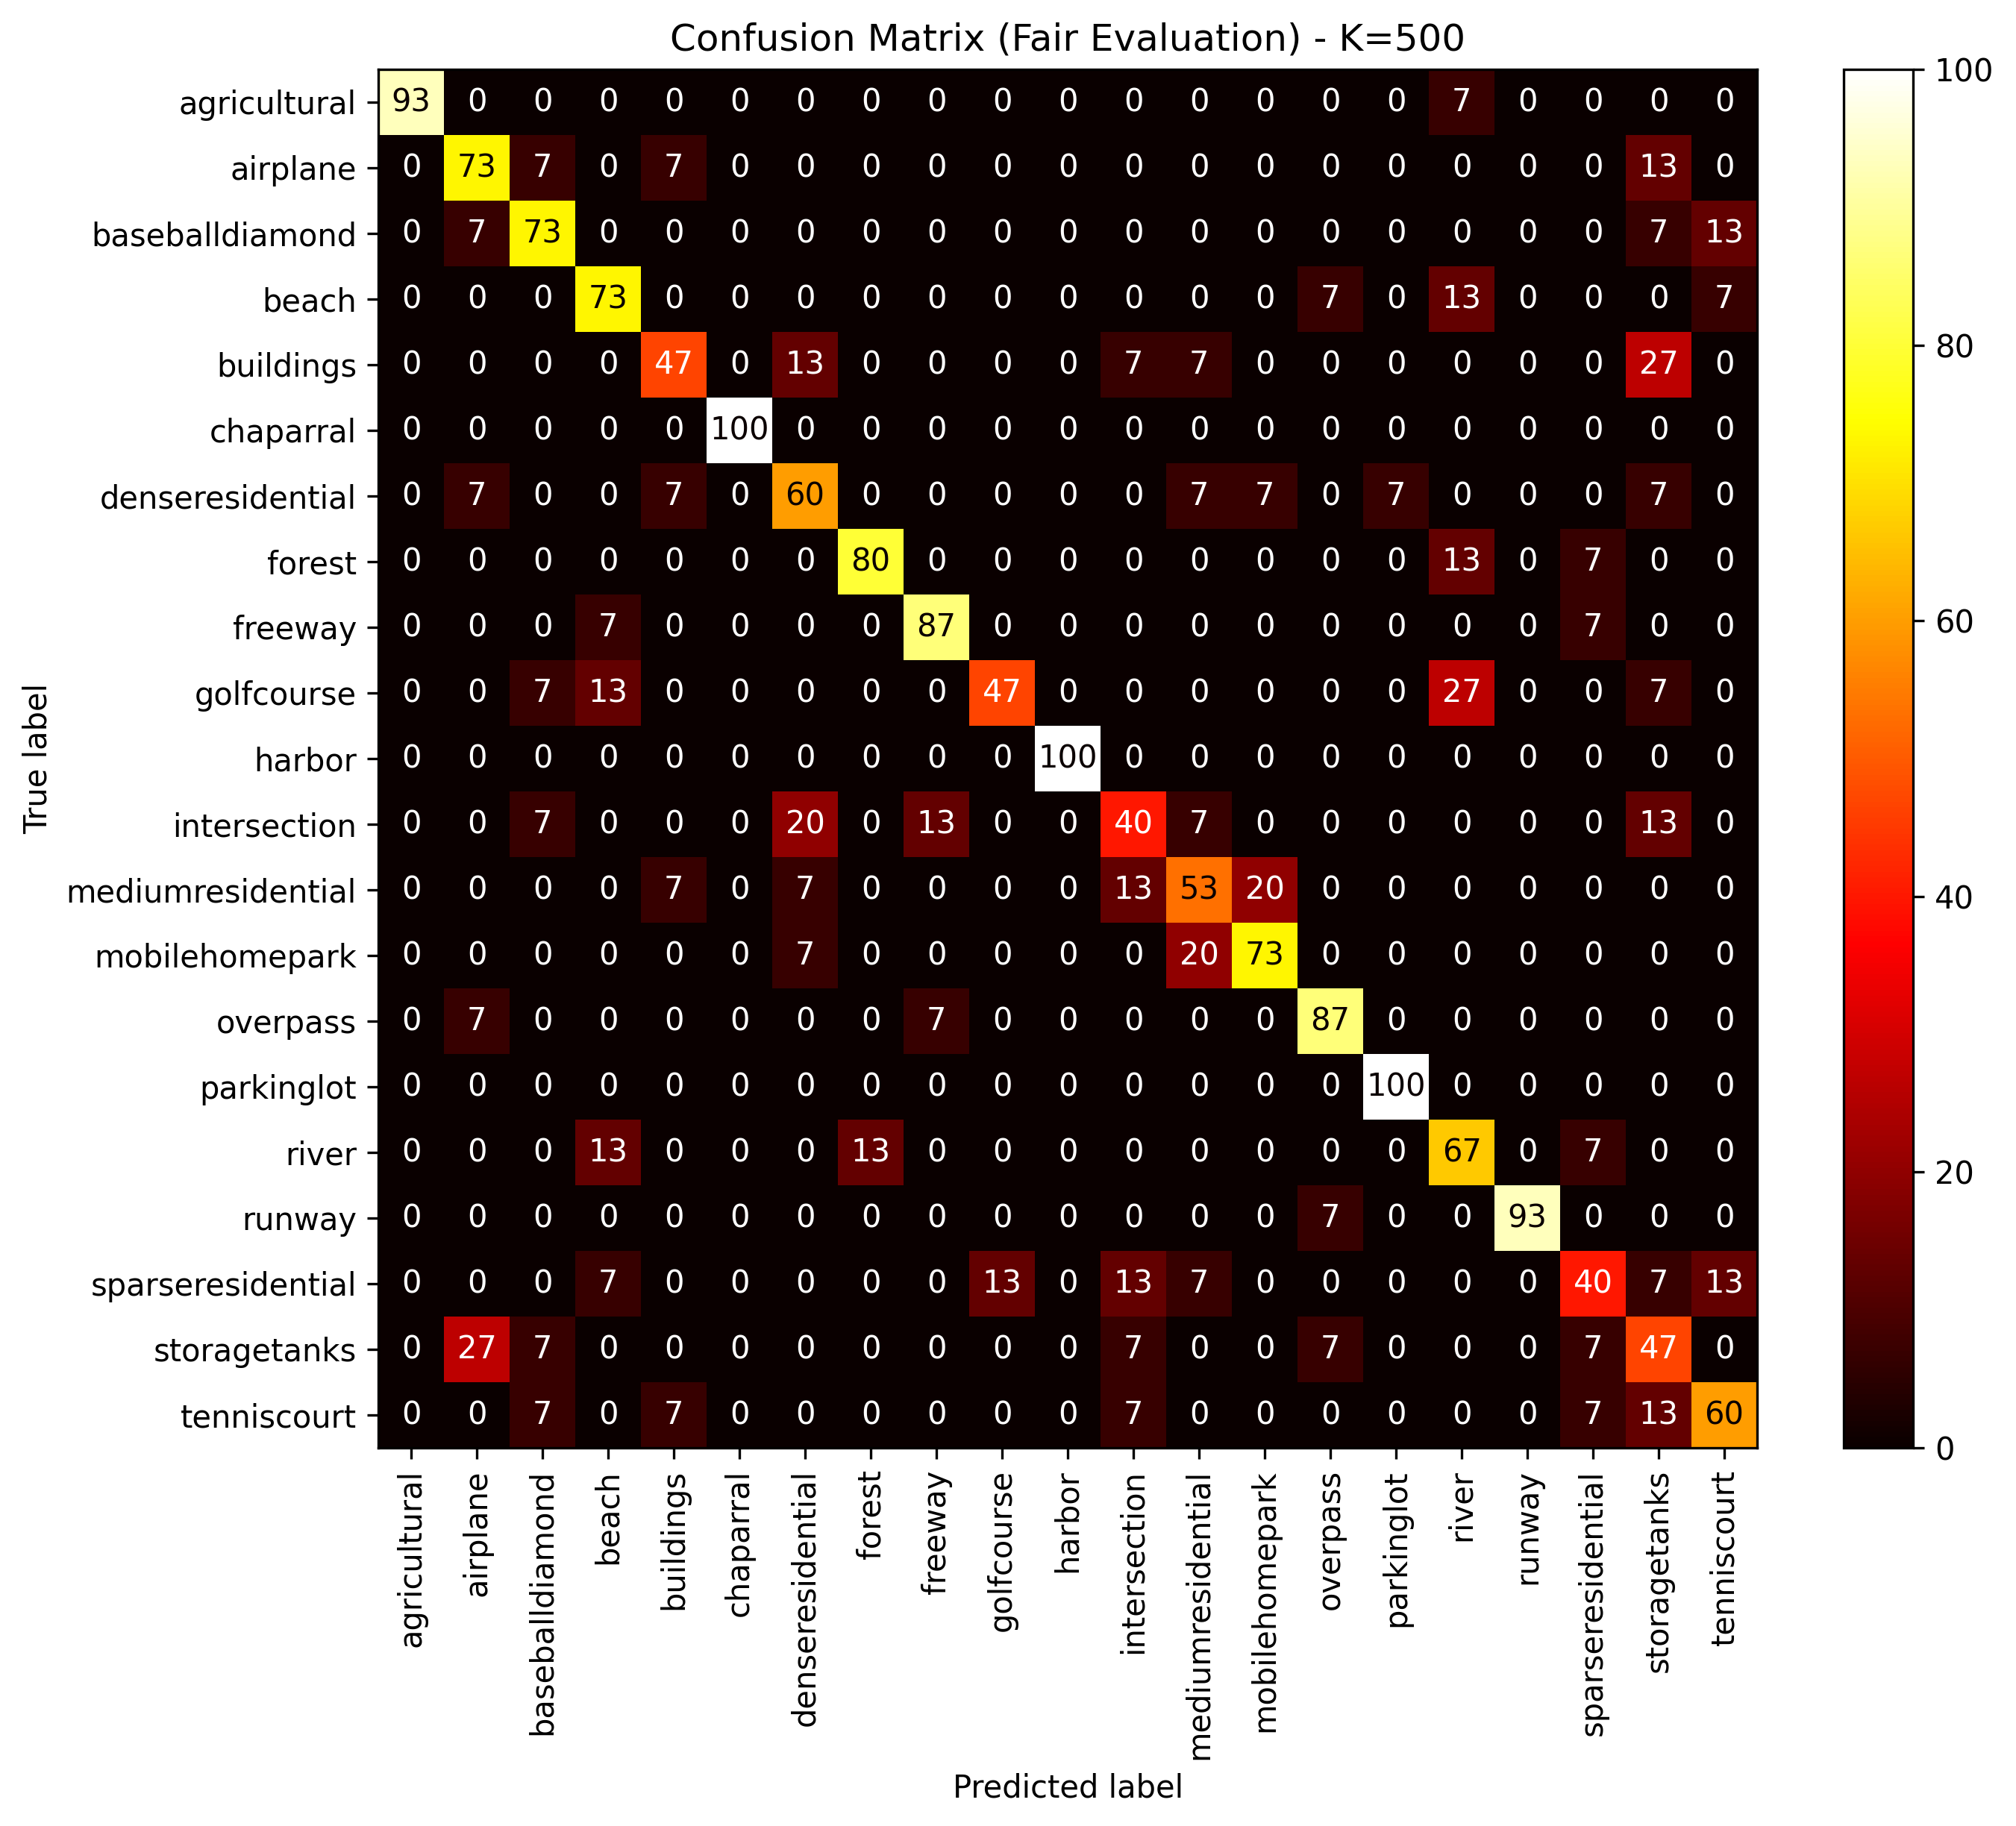 Confusion Matrix (Fair Evaluation) - K=500
True label
agricultural 93 0 0 0 0 0 0 0 0 0 0 0 0 0 0 0 7 0 0 0 0
airplane 0 73 7 0 7 0 0 0 0 0 0 0 0 0 0 0 0 0 0 13 0
baseballdiamond 0 7 73 0 0 0 0 0 0 0 0 0 0 0 0 0 0 0 0 7 13
beach 0 0 0 73 0 0 0 0 0 0 0 0 0 0 7 0 13 0 0 0 7
buildings 0 0 0 0 47 0 13 0 0 0 0 7 7 0 0 0 0 0 0 27 0
chaparral 0 0 0 0 0 100 0 0 0 0 0 0 0 0 0 0 0 0 0 0 0
denseresidential 0 7 0 0 7 0 60 0 0 0 0 0 7 7 0 7 0 0 0 7 0
forest 0 0 0 0 0 0 0 80 0 0 0 0 0 0 0 0 13 0 7 0 0
freeway 0 0 0 7 0 0 0 0 87 0 0 0 0 0 0 0 0 0 7 0 0
golfcourse 0 0 7 13 0 0 0 0 0 47 0 0 0 0 0 0 27 0 0 7 0
harbor 0 0 0 0 0 0 0 0 0 0 100 0 0 0 0 0 0 0 0 0 0
intersection 0 0 7 0 0 0 20 0 13 0 0 40 7 0 0 0 0 0 0 13 0
mediumresidential 0 0 0 0 7 0 7 0 0 0 0 13 53 20 0 0 0 0 0 0 0
mobilehomepark 0 0 0 0 0 0 7 0 0 0 0 0 20 73 0 0 0 0 0 0 0
overpass 0 7 0 0 0 0 0 0 7 0 0 0 0 0 87 0 0 0 0 0 0
parkinglot 0 0 0 0 0 0 0 0 0 0 0 0 0 0 0 100 0 0 0 0 0
river 0 0 0 13 0 0 0 13 0 0 0 0 0 0 0 0 67 0 7 0 0
runway 0 0 0 0 0 0 0 0 0 0 0 0 0 0 7 0 0 93 0 0 0
sparseresidential 0 0 0 7 0 0 0 0 0 13 0 13 7 0 0 0 0 0 40 7 13
storagetanks 0 27 7 0 0 0 0 0 0 0 0 7 0 0 7 0 0 0 7 47 0
tenniscourt 0 0 7 0 7 0 0 0 0 0 0 7 0 0 0 0 0 0 7 13 60
agricultural
airplane
baseballdiamond
beach
buildings
chaparral
denseresidential
forest
freeway
golfcourse
harbor
intersection
mediumresidential
mobilehomepark
overpass
parkinglot
river
runway
sparseresidential
storagetanks
tenniscourt
Predicted label
100
80
60
40
20
0